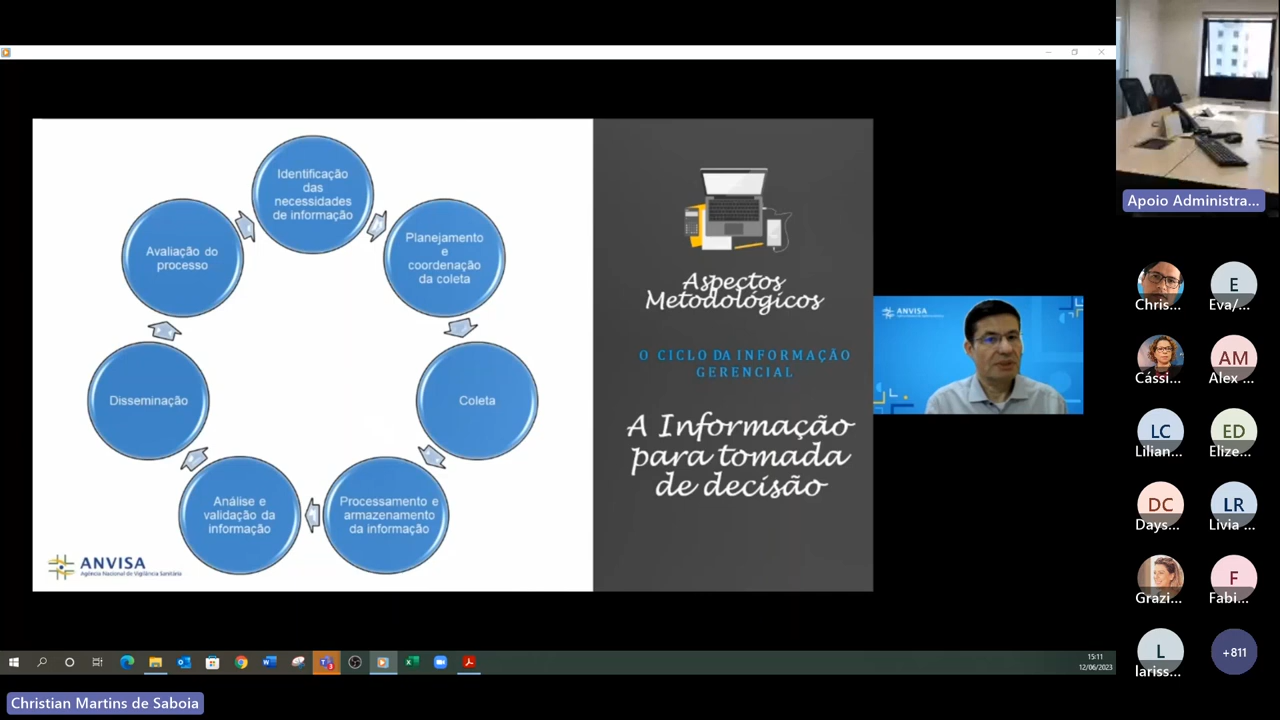 Identificação
das
necessidades
de informação
Planejamento
e
coordenação
da coleta
Coleta
Processamento e
armazenamento
da informação
Análise e
validação da
informação
Disseminação
Avaliação do
processo
ANVISA
Agência Nacional de Vigilância Sanitária
Aspectos
Metodológicos
O CICLO DA INFORMAÇÃO
GERENCIAL
A Informação
para tomada
de decisão
ANVISA
Apoio Administra...
Chris...
E
Eva/...
Cássi...
AM
Alex ...
LC
Lilian...
ED
Elize...
DC
Days...
LR
Livia ...
Grazi...
F
Fabi...
L
lariss...
+811
15:11
12/06/2023
Christian Martins de Saboia